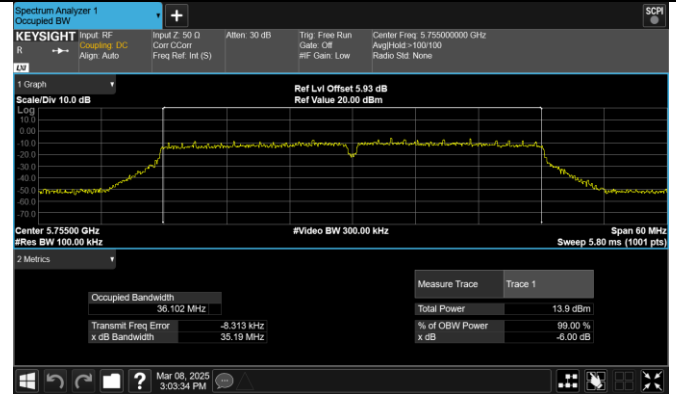 Spectrum Analyzer 1
Occupied BW
SCPI
KEYSIGHT
R
LXI
Input: RF
Coupling: DC
Align: Auto
Input Z: 50 Ω
Corr CCorr
Freq Ref: Int (S)
Atten: 30 dB
Trig: Free Run
Gate: Off
#IF Gain: Low
Center Freq: 5.755000000 GHz
Avg|Hold:>100/100
Radio Std: None
1 Graph
Scale/Div 10.0 dB
Ref Lvl Offset 5.93 dB
Ref Value 20.00 dBm
Log
10.0
0.00
-10.0
-20.0
-30.0
-40.0
-50.0
-60.0
-70.0
Center 5.75500 GHz
#Res BW 100.00 kHz
#Video BW 300.00 kHz
Span 60 MHz
Sweep 5.80 ms (1001 pts)
2 Metrics
Occupied Bandwidth
36.102 MHz
Transmit Freq Error -8.313 kHz
x dB Bandwidth 35.19 MHz
Measure Trace Trace 1
Total Power 13.9 dBm
% of OBW Power 99.00 %
x dB -6.00 dB
?
Mar 08, 2025
3:03:34 PM